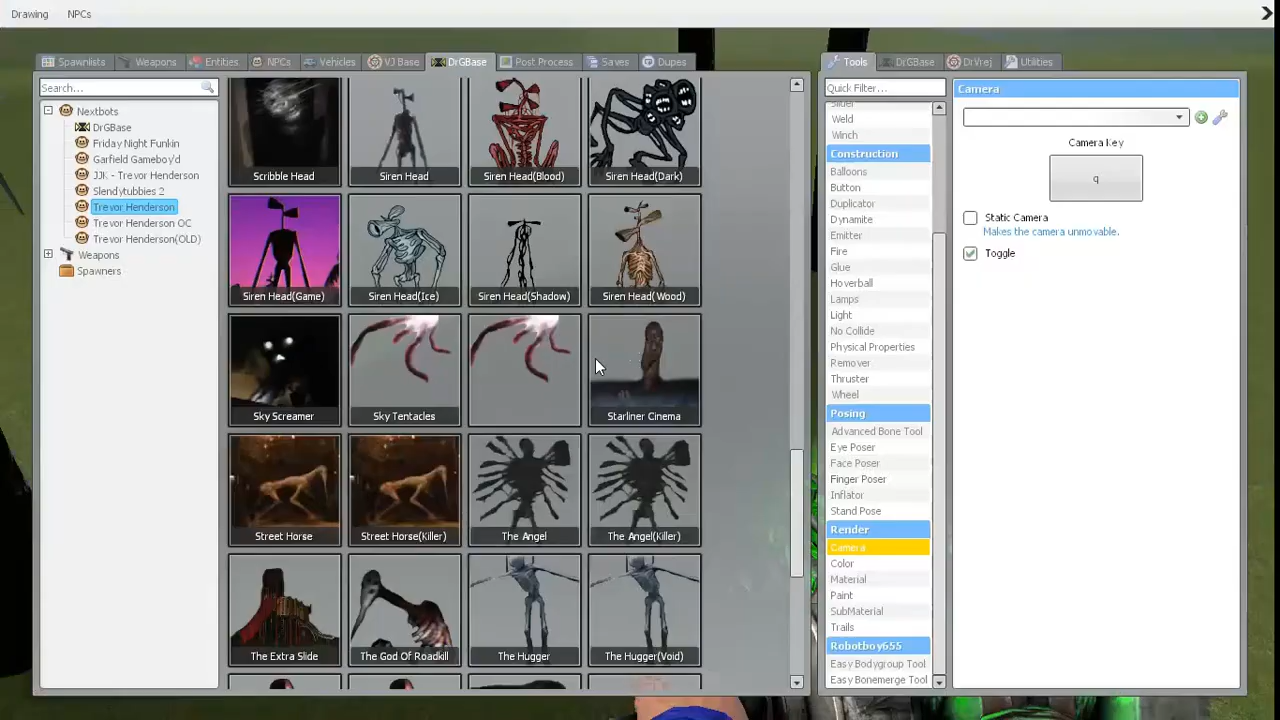 Drawing NPCs
Spawnlists Weapons Entities NPCs Vehicles VJ Base DrGBase Post Process Saves Dupes
Search...
Nextbots
DrGBase
Friday Night Funkin
Garfield Gameboy'd
JJK - Trevor Henderson
Slendytubbies 2
Trevor Henderson
Trevor Henderson OC
Trevor Henderson(OLD)
Weapons
Spawners
Scribble Head Siren Head Siren Head(Blood) Siren Head(Dark)
Siren Head(Game) Siren Head(Ice) Siren Head(Shadow) Siren Head(Wood)
Sky Screamer Sky Tentacles Starliner Cinema
Street Horse Street Horse(Killer) The Angel The Angel(Killer)
The Extra Slide The God Of Roadkill The Hugger The Hugger(Void)
Tools DrGBase DrVrej Utilities
Quick Filter...
Slider
Weld
Winch
Construction
Balloons
Button
Duplicator
Dynamite
Emitter
Fire
Glue
Hoverball
Lamps
Light
No Collide
Physical Properties
Remover
Thruster
Wheel
Posing
Advanced Bone Tool
Eye Poser
Face Poser
Finger Poser
Inflator
Stand Pose
Render
Camera
Color
Material
Paint
SubMaterial
Trails
Robotboy655
Easy Bodygroup Tool
Easy Bonemerge Tool
Camera
Camera Key
q
Static Camera
Makes the camera unmovable.
Toggle